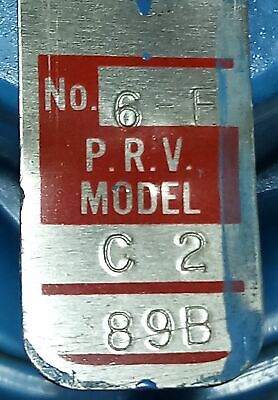 No. 6-F
P.R.V.
MODEL
C 2
89B